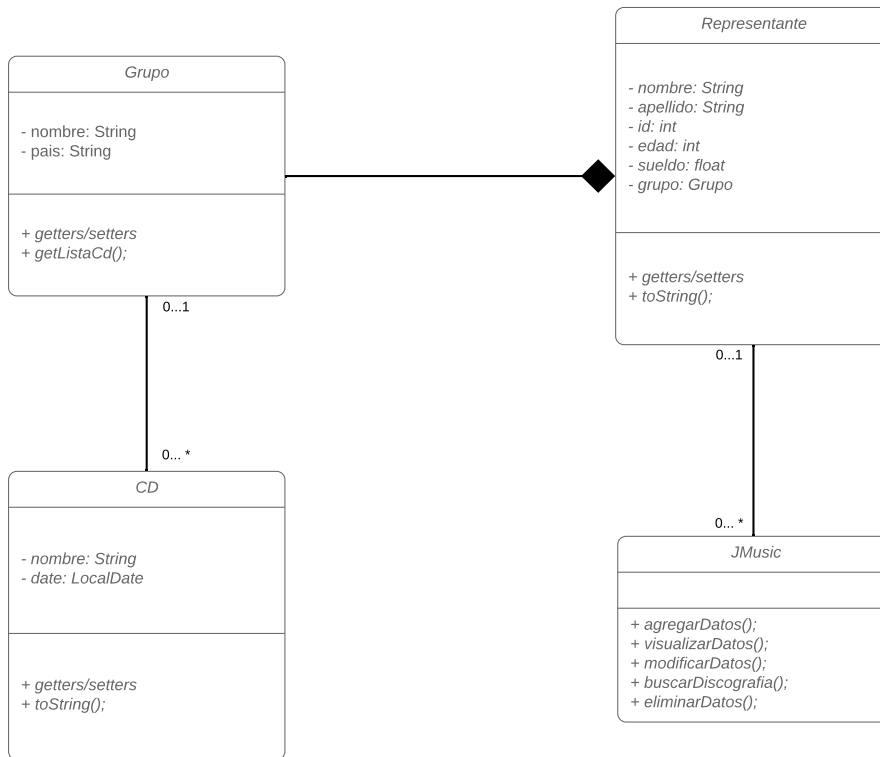 Grupo
- nombre: String
- pais: String
+ getters/setters
+ getListaCd();
0...1
0... *
CD
- nombre: String
- date: LocalDate
+ getters/setters
+ toString();
Representante
- nombre: String
- apellido: String
- id: int
- edad: int
- sueldo: float
- grupo: Grupo
+ getters/setters
+ toString();
0...1
0... *
JMusic
+ agregarDatos();
+ visualizarDatos();
+ modificarDatos();
+ buscarDiscografia();
+ eliminarDatos();